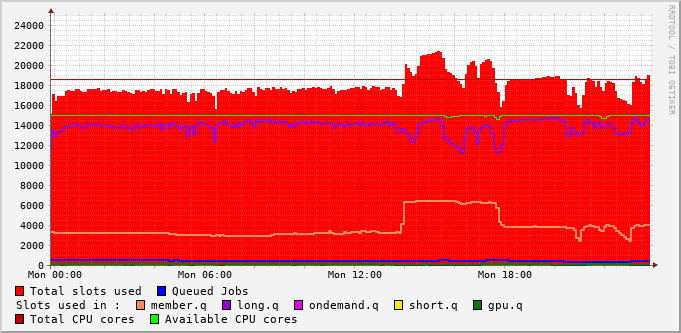 24000
22000
20000
18000
16000
14000
12000
10000
8000
6000
4000
2000
0
Mon 00:00 Mon 06:00 Mon 12:00 Mon 18:00
RRDTOOL / TOBI OETIKER
Total slots used Queued Jobs
Slots used in : member.q long.q ondemand.q short.q gpu.q
Total CPU cores Available CPU cores